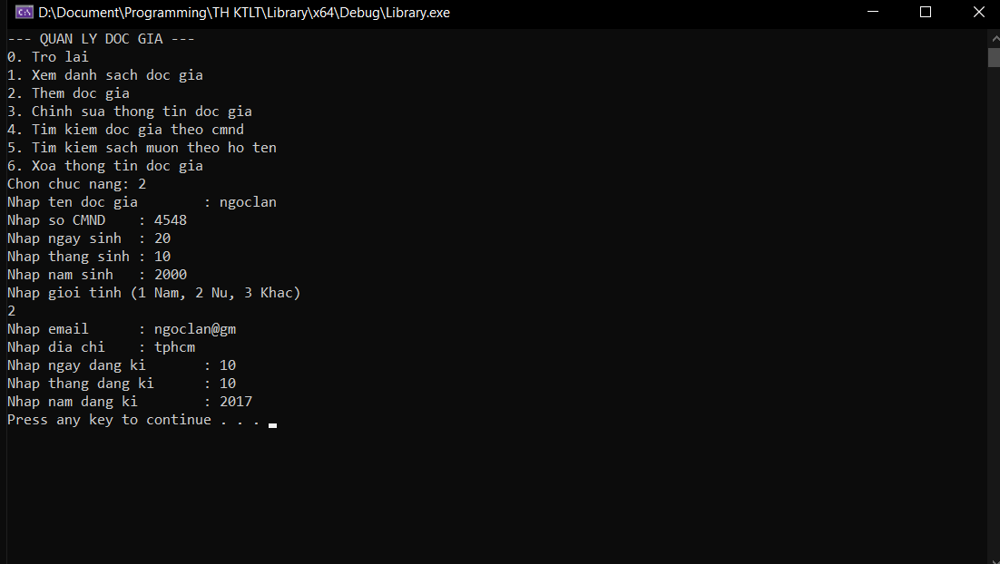 D:\Document\Programming\TH KTLT\Library\x64\Debug\Library.exe
--- QUAN LY DOC GIA ---
0. Tro lai
1. Xem danh sach doc gia
2. Them doc gia
3. Chinh sua thong tin doc gia
4. Tim kiem doc gia theo cmnd
5. Tim kiem sach muon theo ho ten
6. Xoa thong tin doc gia
Chon chuc nang: 2
Nhap ten doc gia        : ngoclan
Nhap so CMND    : 4548
Nhap ngay sinh  : 20
Nhap thang sinh : 10
Nhap nam sinh   : 2000
Nhap gioi tinh (1 Nam, 2 Nu, 3 Khac)
2
Nhap email      : ngoclan@gm
Nhap dia chi    : tphcm
Nhap ngay dang ki       : 10
Nhap thang dang ki      : 10
Nhap nam dang ki        : 2017
Press any key to continue . . .